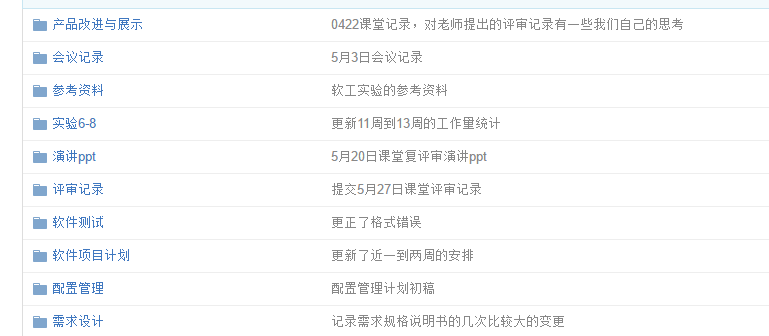 产品改进与展示 0422课堂记录，对老师提出的评审记录有一些我们自己的思考
会议记录 5月3日会议记录
参考资料 软工实验的参考资料
实验6-8 更新11周到13周的工作量统计
演讲ppt 5月20日课堂复评审演讲ppt
评审记录 提交5月27日课堂评审记录
软件测试 更正了格式错误
软件项目计划 更新了近一到两周的安排
配置管理 配置管理计划初稿
需求设计 记录需求规格说明书的几次比较大的变更